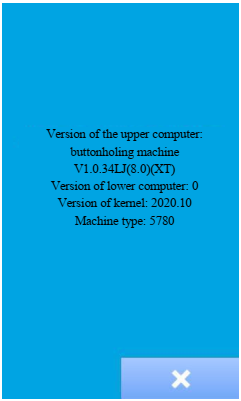 Version of the upper computer:
buttonholing machine
V1.0.34LJ(8.0)(XT)
Version of lower computer: 0
Version of kernel: 2020.10
Machine type: 5780